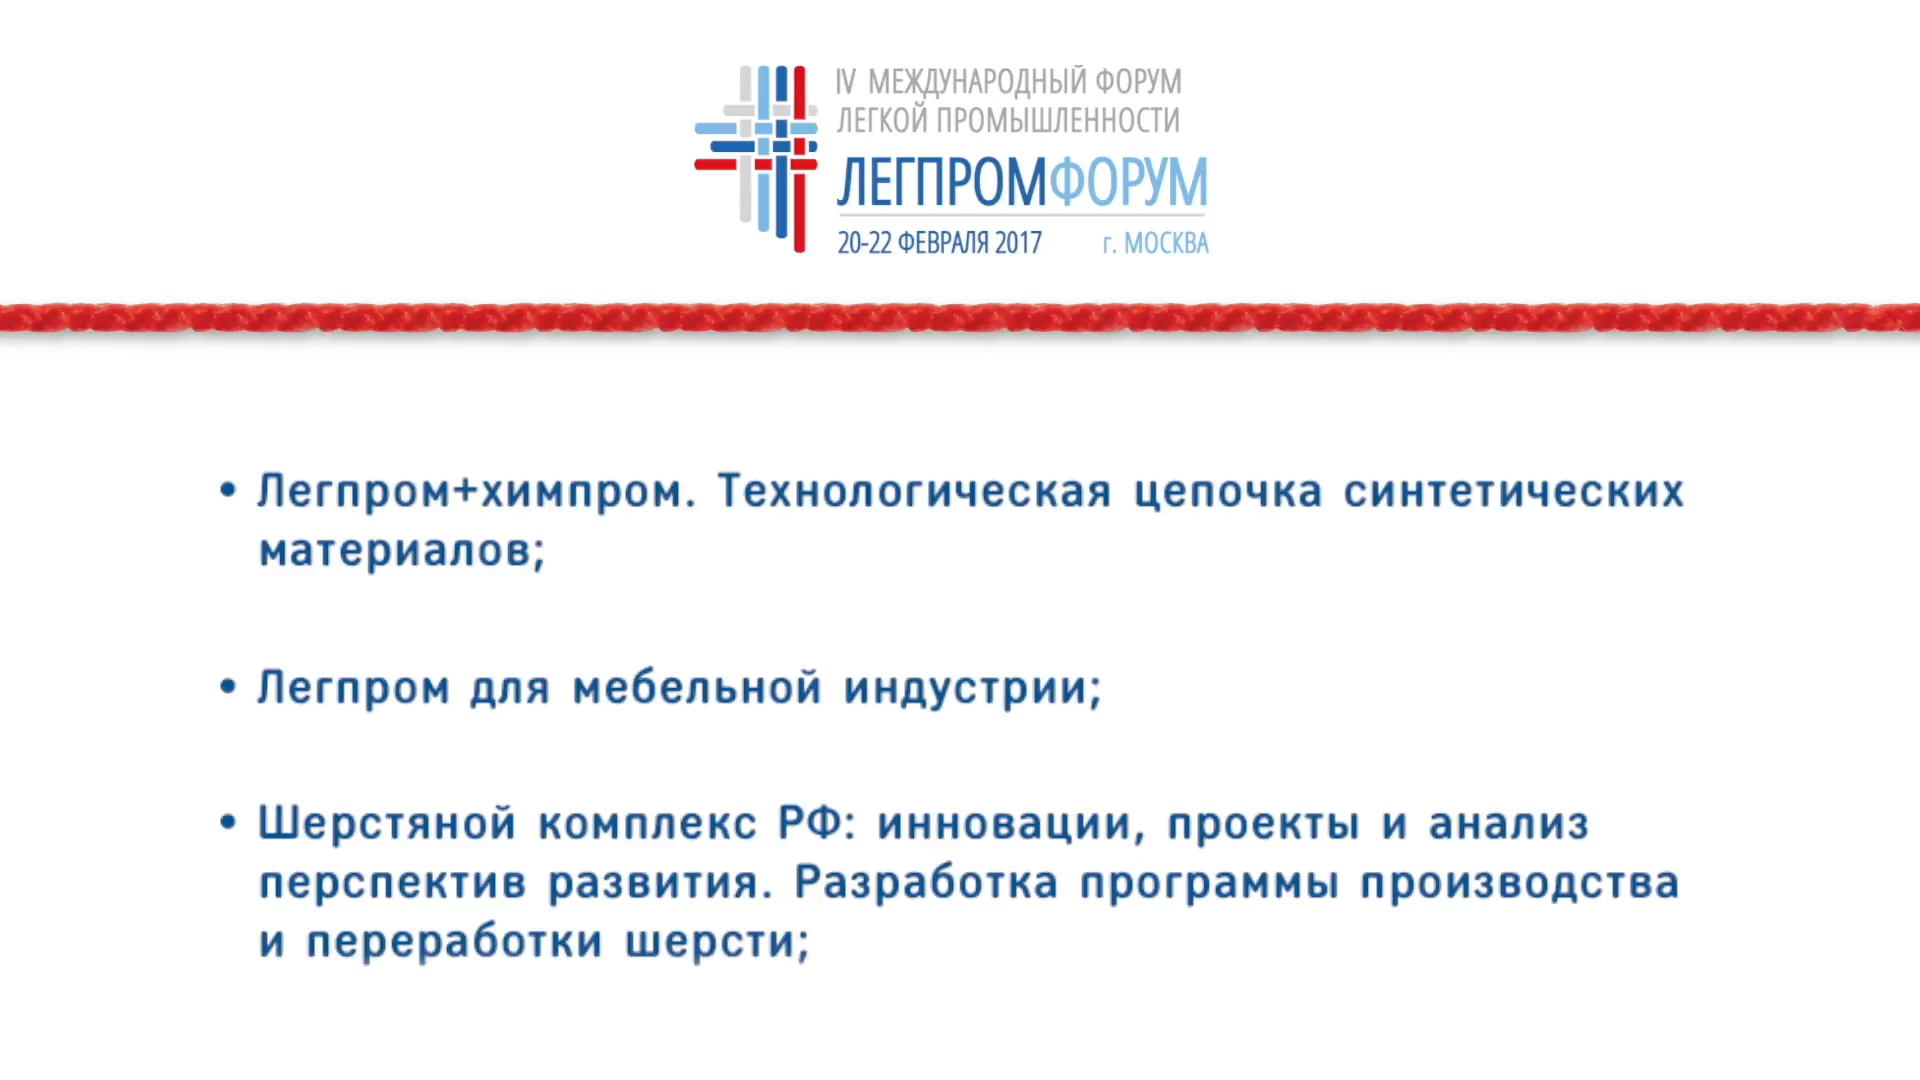 IV МЕЖДУНАРОДНЫЙ ФОРУМ
ЛЕГКОЙ ПРОМЫШЛЕННОСТИ
ЛЕГПРОМФОРУМ
20-22 ФЕВРАЛЯ 2017 г. МОСКВА
• Легпром+химпром. Технологическая цепочка синтетических
материалов;
• Легпром для мебельной индустрии;
• Шерстяной комплекс РФ: инновации, проекты и анализ
перспектив развития. Разработка программы производства
и переработки шерсти;